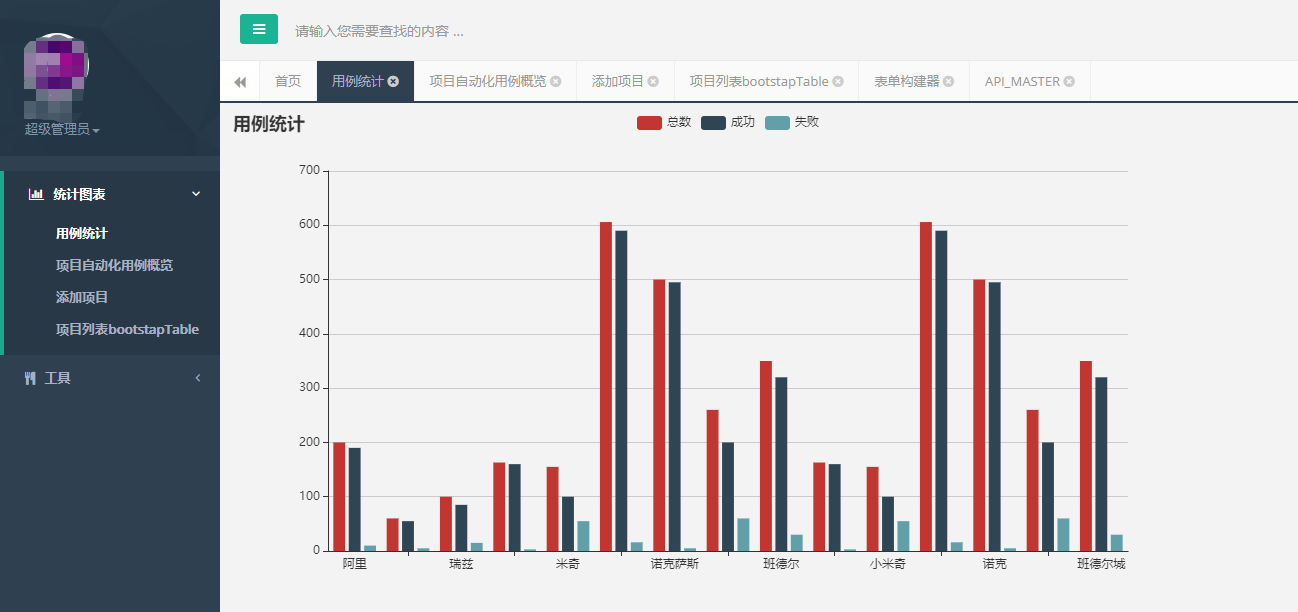 请输入您需要查找的内容 ...
超级管理员
统计图表
用例统计
项目自动化用例概览
添加项目
项目列表bootstapTable
工具
首页 用例统计 项目自动化用例概览 添加项目 项目列表bootstapTable 表单构建器 API_MASTER
用例统计
总数 成功 失败
700
600
500
400
300
200
100
0
阿里 瑞兹 米奇 诺克萨斯 班德尔 小米奇 诺克 班德尔城